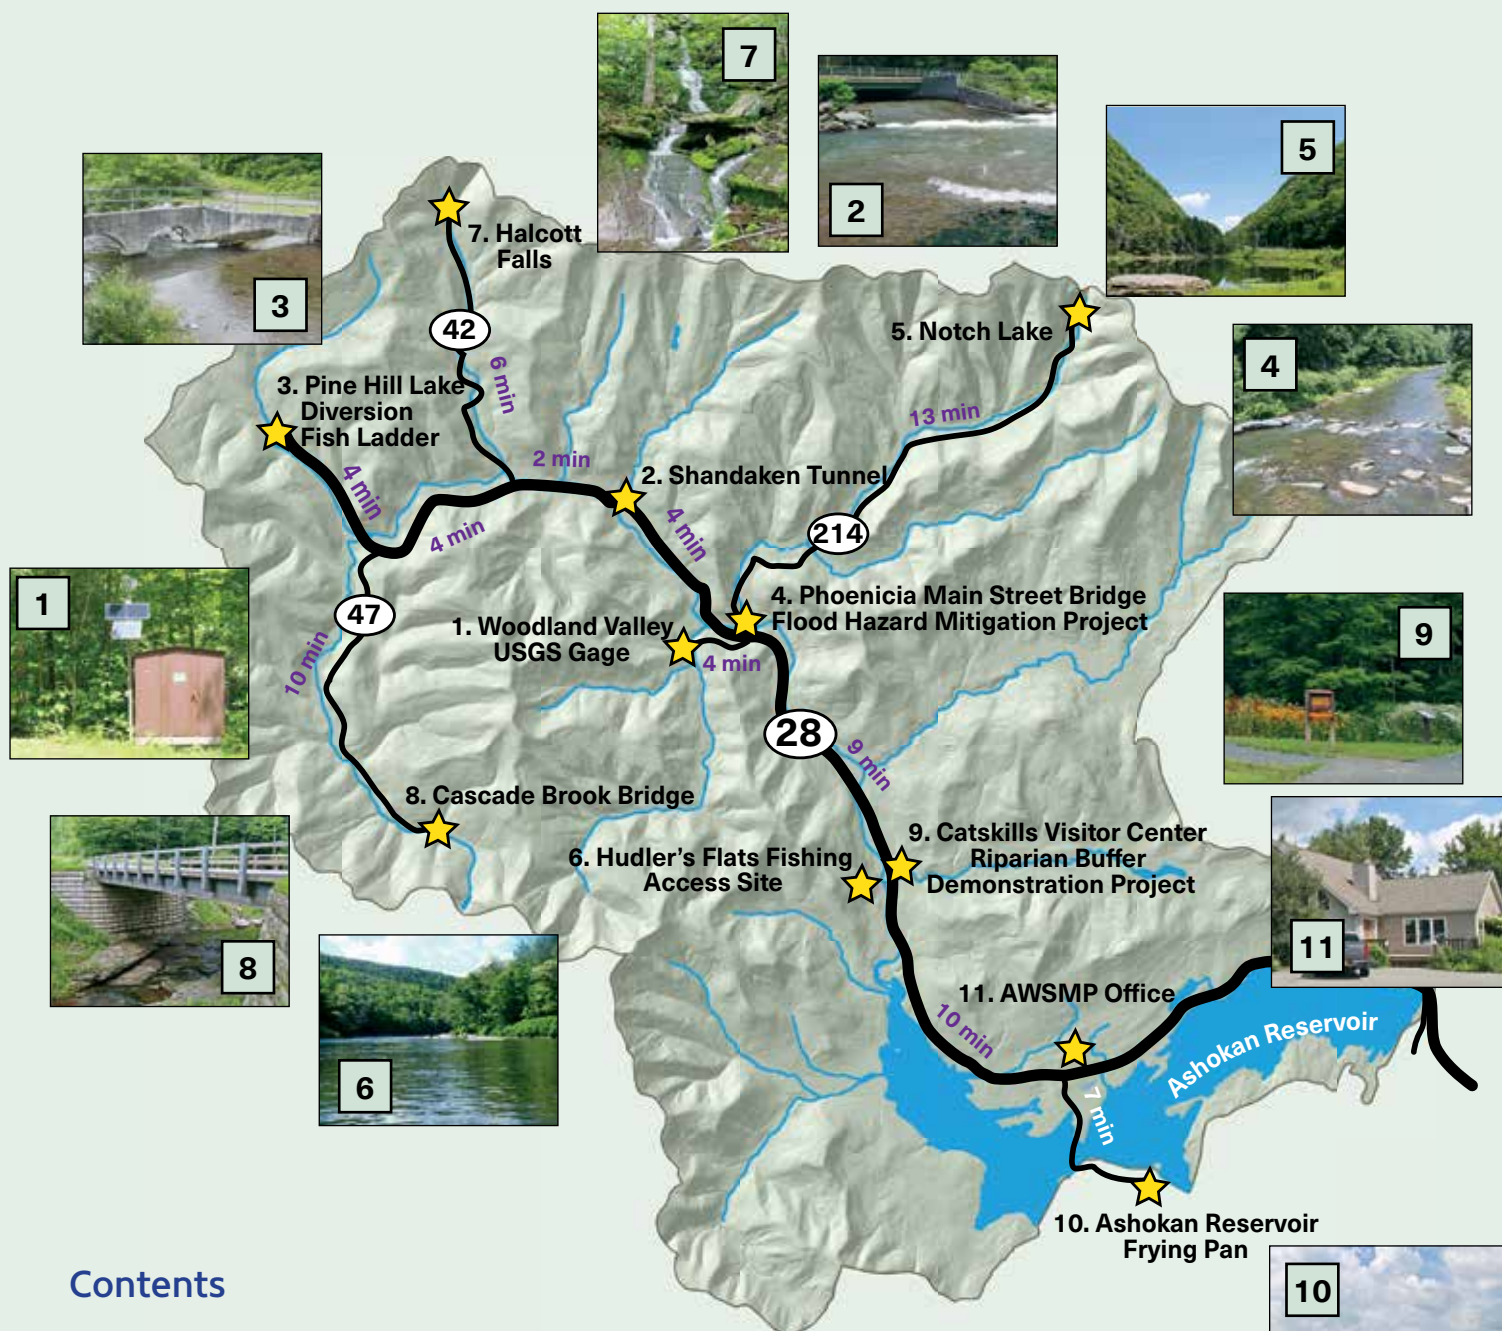 7
2
5
3
4
7. Halcott
Falls
42
5. Notch Lake
6 min
3. Pine Hill Lake
Diversion
Fish Ladder
13 min
4 min
2 min
2. Shandaken Tunnel
4 min
4 min
214
1
47
4. Phoenicia Main Street Bridge
Flood Hazard Mitigation Project
1. Woodland Valley
USGS Gage
4 min
9
10 min
28
9 min
8. Cascade Brook Bridge
9. Catskills Visitor Center
Riparian Buffer
Demonstration Project
6. Hudler's Flats Fishing
Access Site
11
8
11. AWSMP Office
10 min
Ashokan Reservoir
6
7 min
10. Ashokan Reservoir
Frying Pan
Contents
10